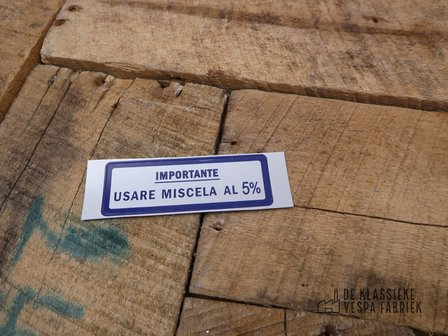 IMPORTANTE
USARE MISCELA AL 5%
DE KLASSIEKE
VESPA FABRIEK